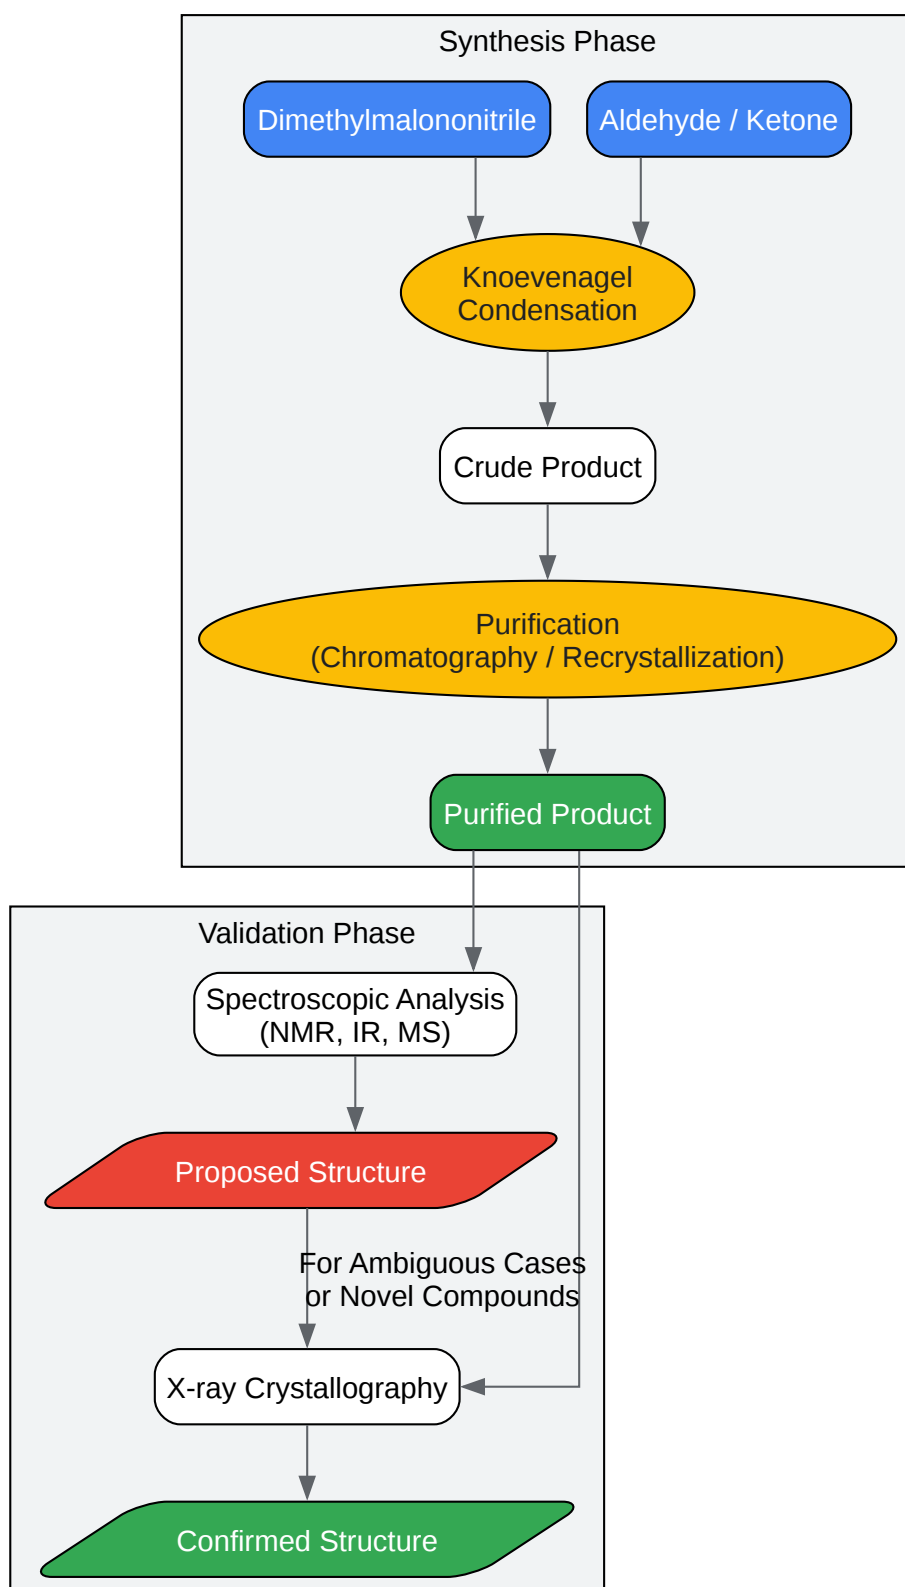 Synthesis Phase
Dimethylmalononitrile
Aldehyde / Ketone
Knoevenagel
Condensation
Crude Product
Purification
(Chromatography / Recrystallization)
Purified Product
Validation Phase
Spectroscopic Analysis
(NMR, IR, MS)
Proposed Structure
For Ambiguous Cases
or Novel Compounds
X-ray Crystallography
Confirmed Structure